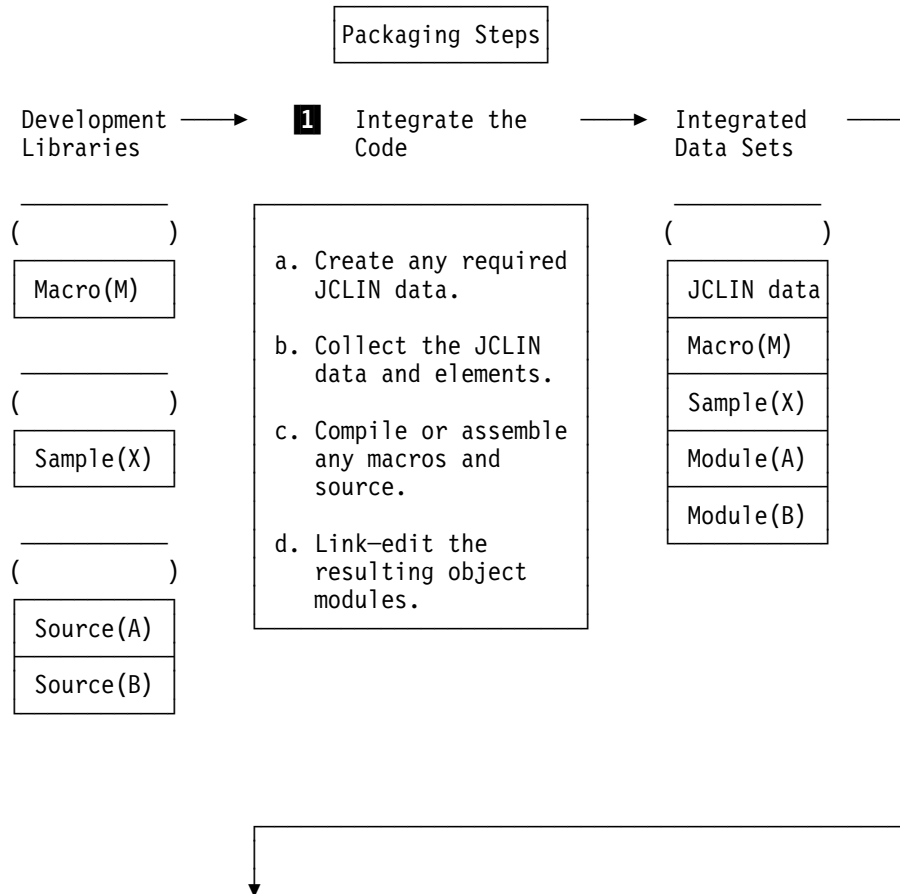 Packaging Steps
Development
Libraries
1 Integrate the
Code
Integrated
Data Sets
( )
Macro(M)
( )
Sample(X)
( )
Source(A)
Source(B)
a. Create any required
JCLIN data.
b. Collect the JCLIN
data and elements.
c. Compile or assemble
any macros and
source.
d. Link—edit the
resulting object
modules.
( )
JCLIN data
Macro(M)
Sample(X)
Module(A)
Module(B)